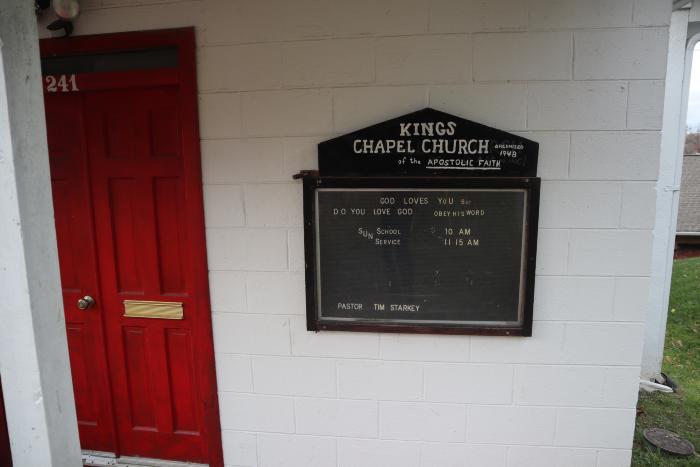 241
KINGS
CHAPEL CHURCH ORGANIZED 1948
of the APOSTOLIC FAITH
GOD LOVES YOU BUT
DO YOU LOVE GOD OBEY HIS WORD
SUN SCHOOL 10 AM
SERVICE 11 15 AM
PASTOR TIM STARKEY